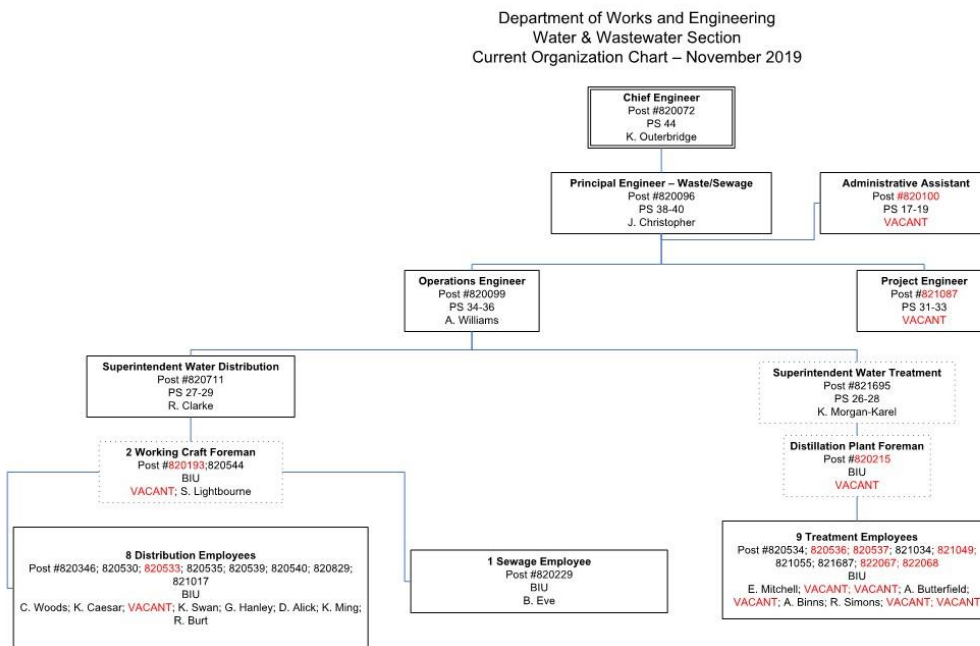 Department of Works and Engineering
Water & Wastewater Section
Current Organization Chart – November 2019
Chief Engineer
Post #820072
PS 44
K. Outerbridge
Principal Engineer – Waste/Sewage
Post #820096
PS 38-40
J. Christopher
Administrative Assistant
Post #820100
PS 17-19
VACANT
Operations Engineer
Post #820099
PS 34-36
A. Williams
Project Engineer
Post #821087
PS 31-33
VACANT
Superintendent Water Distribution
Post #820711
PS 27-29
R. Clarke
Superintendent Water Treatment
Post #821695
PS 26-28
K. Morgan-Karel
2 Working Craft Foreman
Post #820193;820544
BIU
VACANT; S. Lightbourne
Distillation Plant Foreman
Post #820215
BIU
VACANT
8 Distribution Employees
Post #820346; 820530; 820533; 820535; 820539; 820540; 820829;
821017
BIU
C. Woods; K. Caesar; VACANT; K. Swan; G. Hanley; D. Alick; K. Ming;
R. Burt
1 Sewage Employee
Post #820229
BIU
B. Eve
9 Treatment Employees
Post #820534; 820536; 820537; 821034; 821049;
821055; 821687; 822067; 822068
BIU
E. Mitchell; VACANT; VACANT; A. Butterfield;
VACANT; A. Binns; R. Simons; VACANT; VACANT